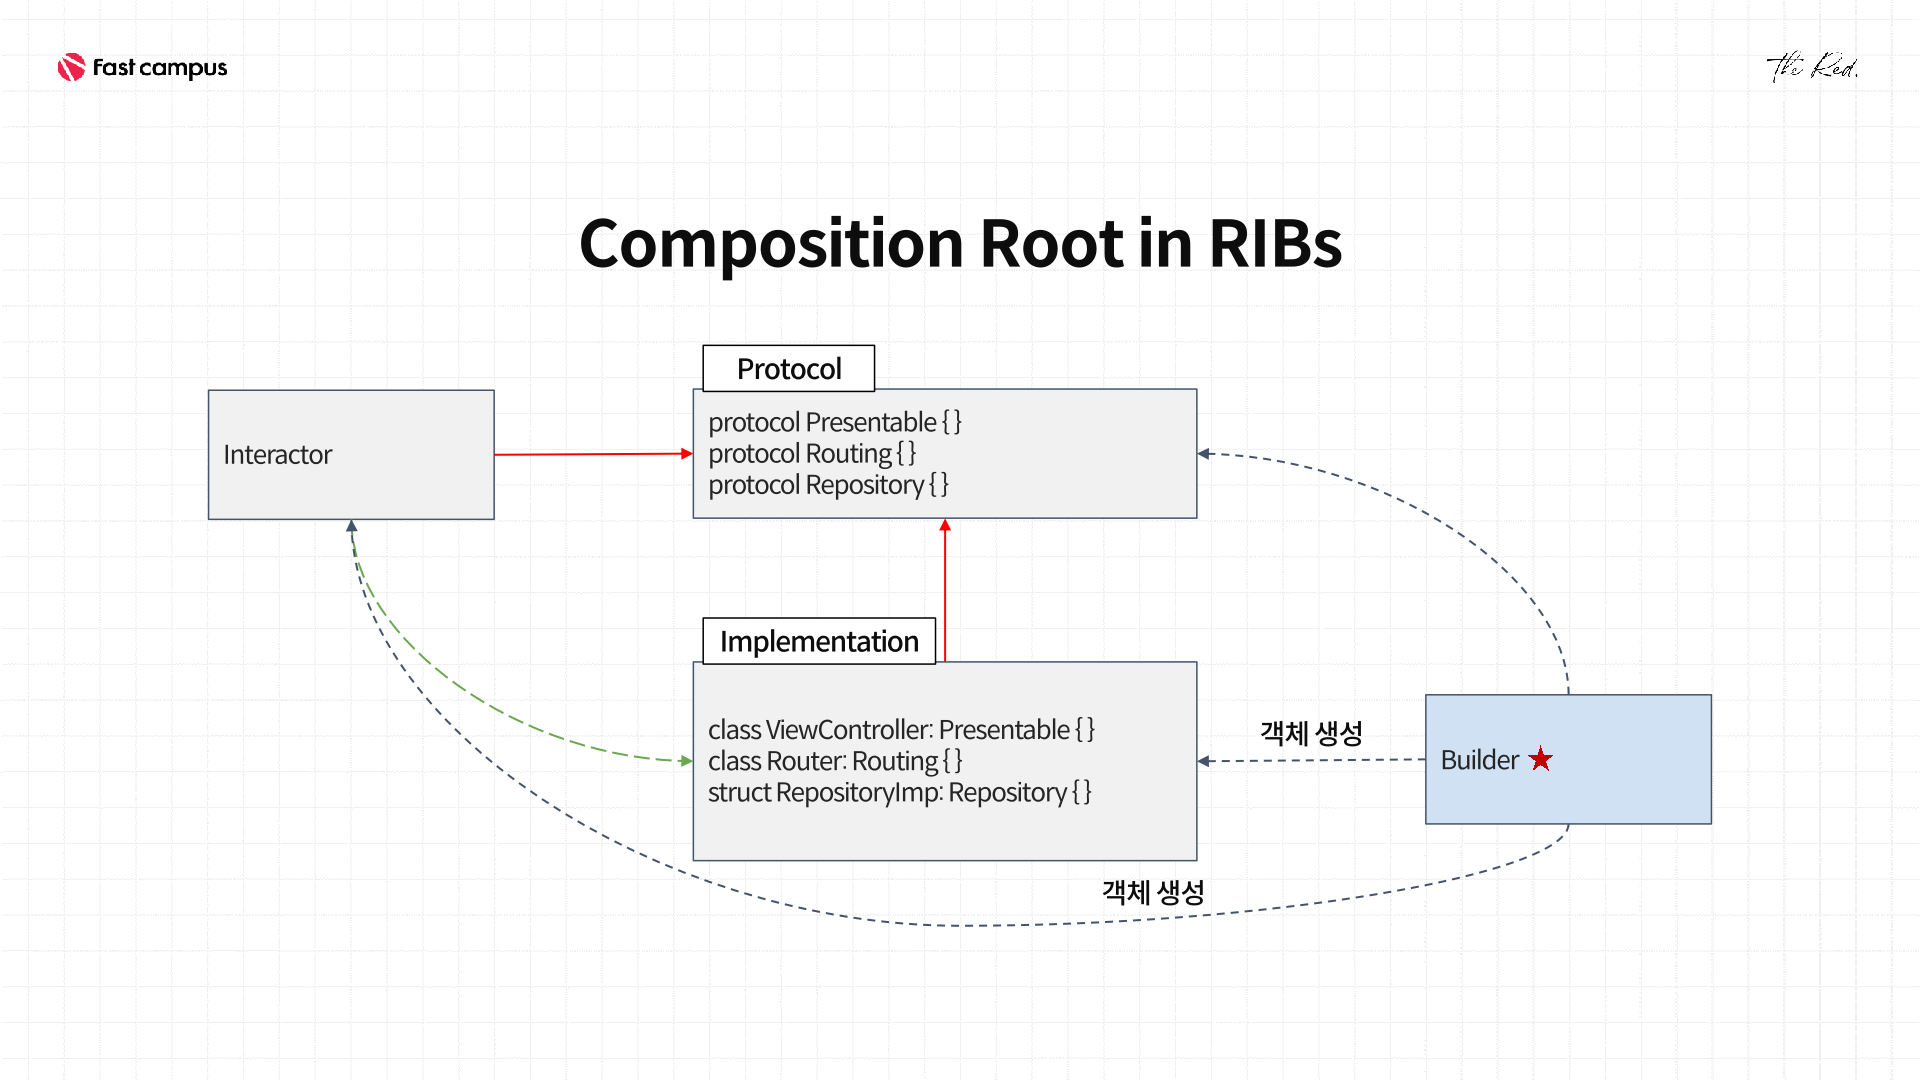 Fast campus
The Red.
Composition Root in RIBs
Protocol
Interactor
protocol Presentable {}
protocol Routing {}
protocol Repository {}
Implementation
class ViewController: Presentable {}
class Router: Routing {}
struct RepositoryImp: Repository {}
객체 생성
Builder
객체 생성